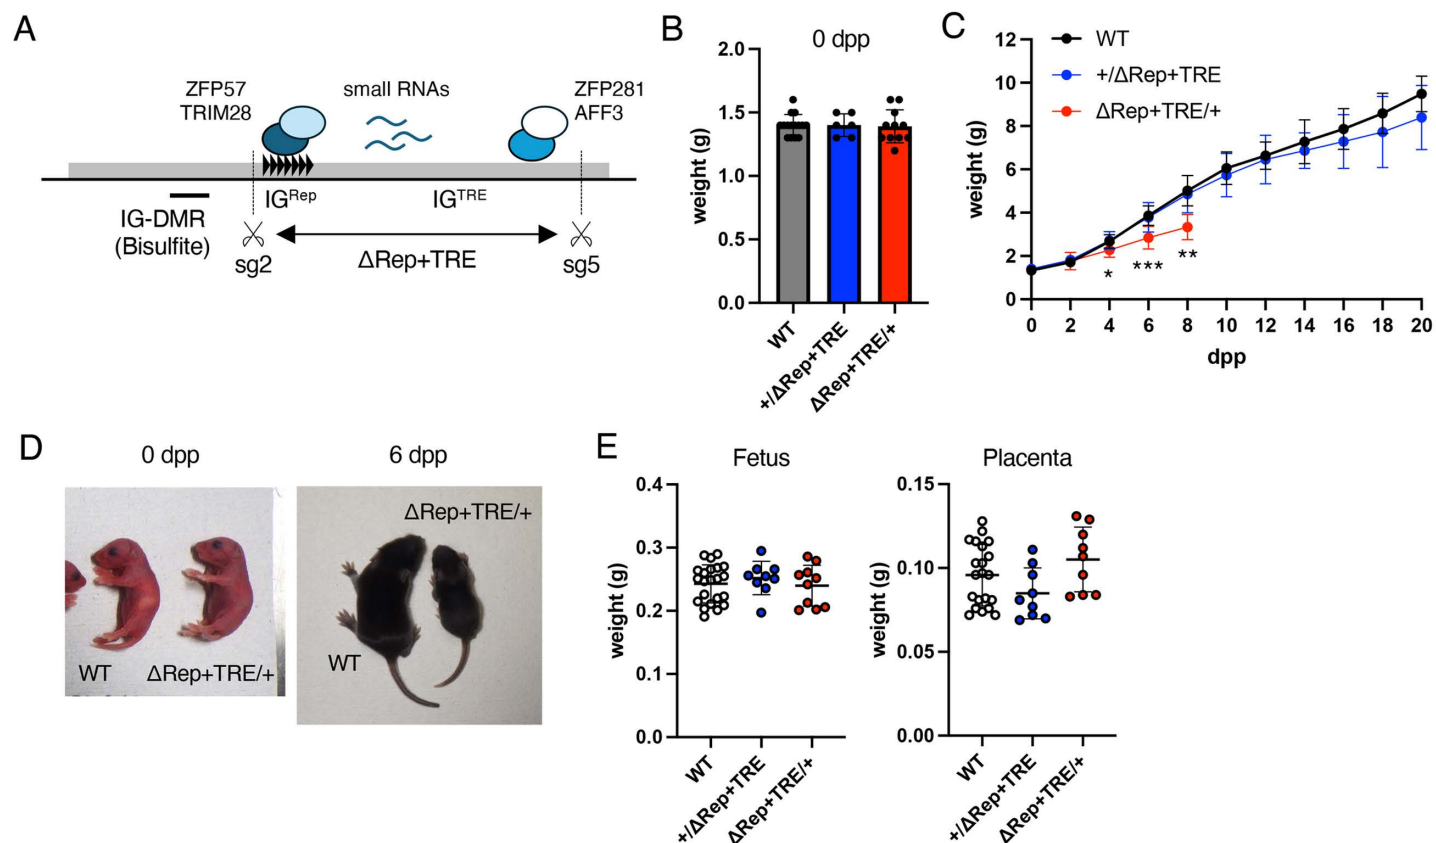 A
ZFP57
TRIM28
small RNAs
ZFP281
AFF3
IGRep
IGTRE
IG-DMR
(Bisulfite)
sg2
ΔRep+TRE
sg5
B
0 dpp
weight (g)
2.0
1.5
1.0
0.5
0.0
WT
+/ΔRep+TRE
ΔRep+TRE/+
C
WT
+/ΔRep+TRE
ΔRep+TRE/+
weight (g)
12
10
8
6
4
2
0
*
***
**
0 2 4 6 8 10 12 14 16 18 20
dpp
D
0 dpp
6 dpp
WT
ΔRep+TRE/+
ΔRep+TRE/+
WT
E
Fetus
weight (g)
0.4
0.3
0.2
0.1
0.0
WT
+/ΔRep+TRE
ΔRep+TRE/+
Placenta
weight (g)
0.15
0.10
0.05
0.00
WT
+/ΔRep+TRE
ΔRep+TRE/+